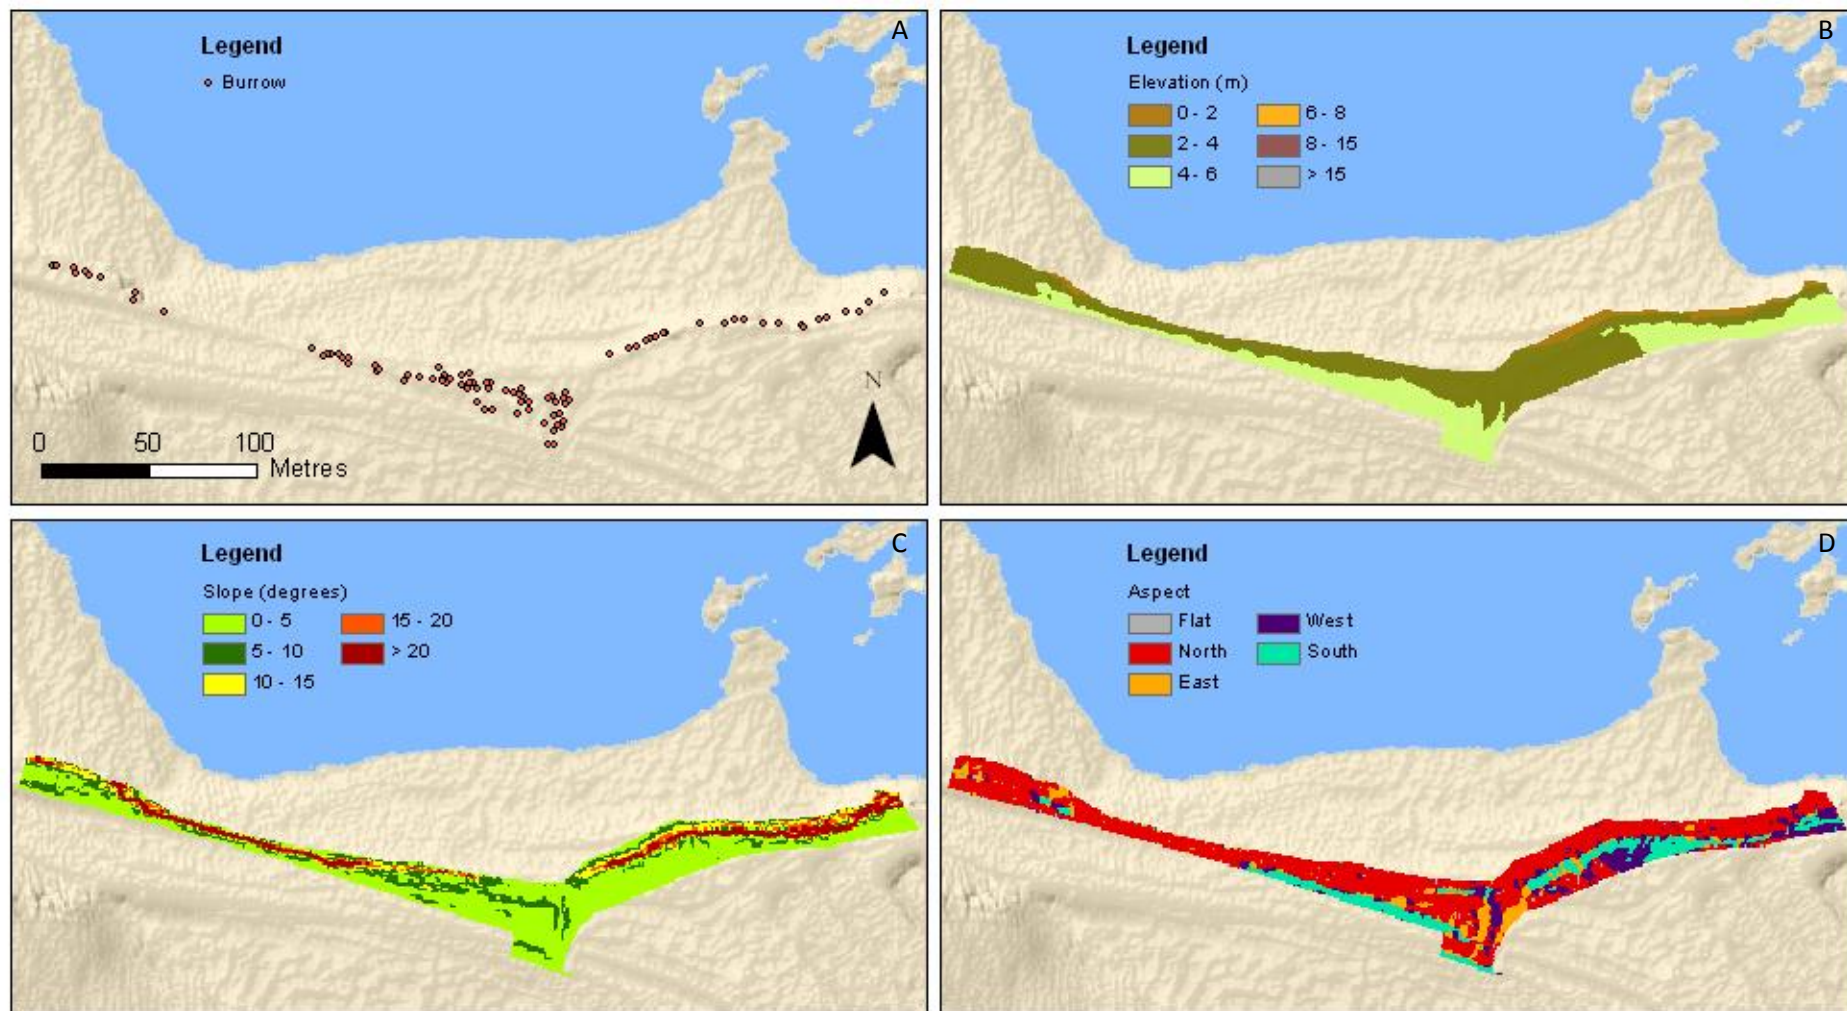 A
Legend
Burrow
N
0 50 100
Metres
B
Legend
Elevation (m)
0 - 2 6 - 8
2 - 4 8 - 15
4 - 6 > 15
C
Legend
Slope (degrees)
0 - 5 15 - 20
5 - 10 > 20
10 - 15
D
Legend
Aspect
Flat West
North South
East